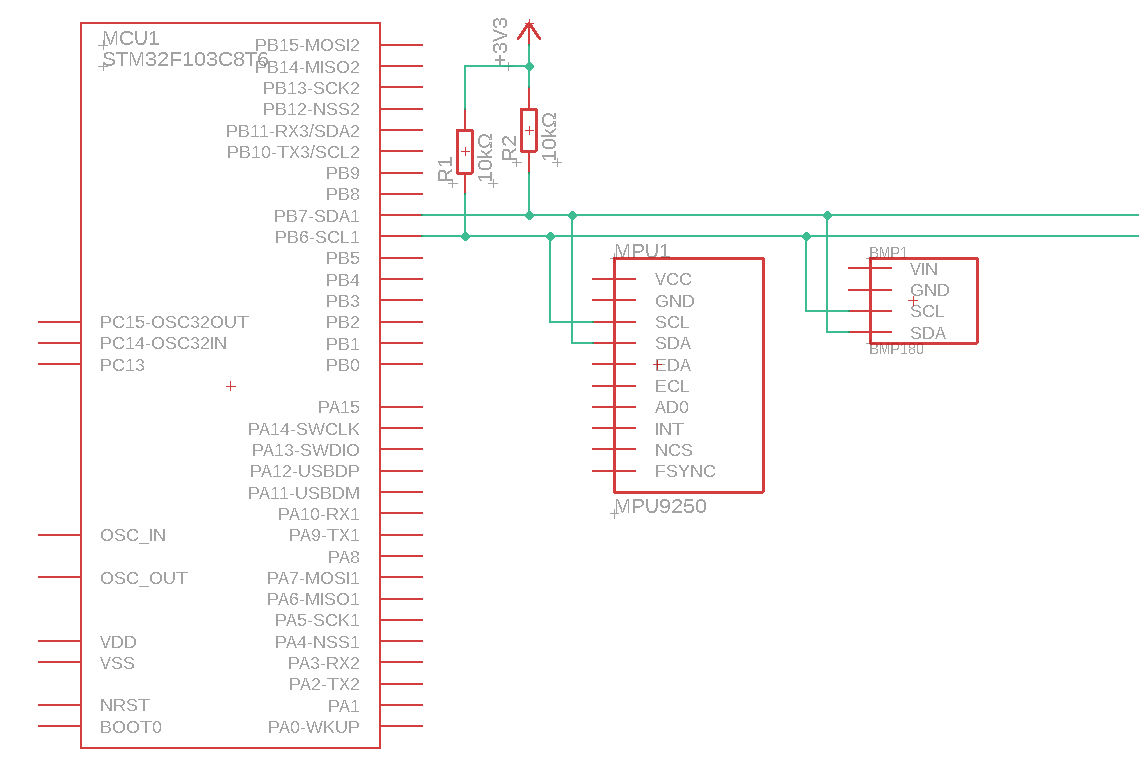 MCU1
STM32F103C8T6
PB15-MOSI2
PB14-MISO2
PB13-SCK2
PB12-NSS2
PB11-RX3/SDA2
PB10-TX3/SCL2
PB9
PB8
PB7-SDA1
PB6-SCL1
PB5
PB4
PB3
PB2
PB1
PB0
PA15
PA14-SWCLK
PA13-SWDIO
PA12-USBDP
PA11-USBDM
PA10-RX1
PA9-TX1
PA8
PA7-MOSI1
PA6-MISO1
PA5-SCK1
PA4-NSS1
PA3-RX2
PA2-TX2
PA1
PA0-WKUP
PC15-OSC32OUT
PC14-OSC32IN
PC13
OSC_IN
OSC_OUT
VDD
VSS
NRST
BOOT0
+3V3
R1
10kΩ
R2
10kΩ
MPU1
VCC
GND
SCL
SDA
EDA
ECL
AD0
INT
NCS
FSYNC
MPU9250
BMP1
VIN
GND
SCL
SDA
BMP180